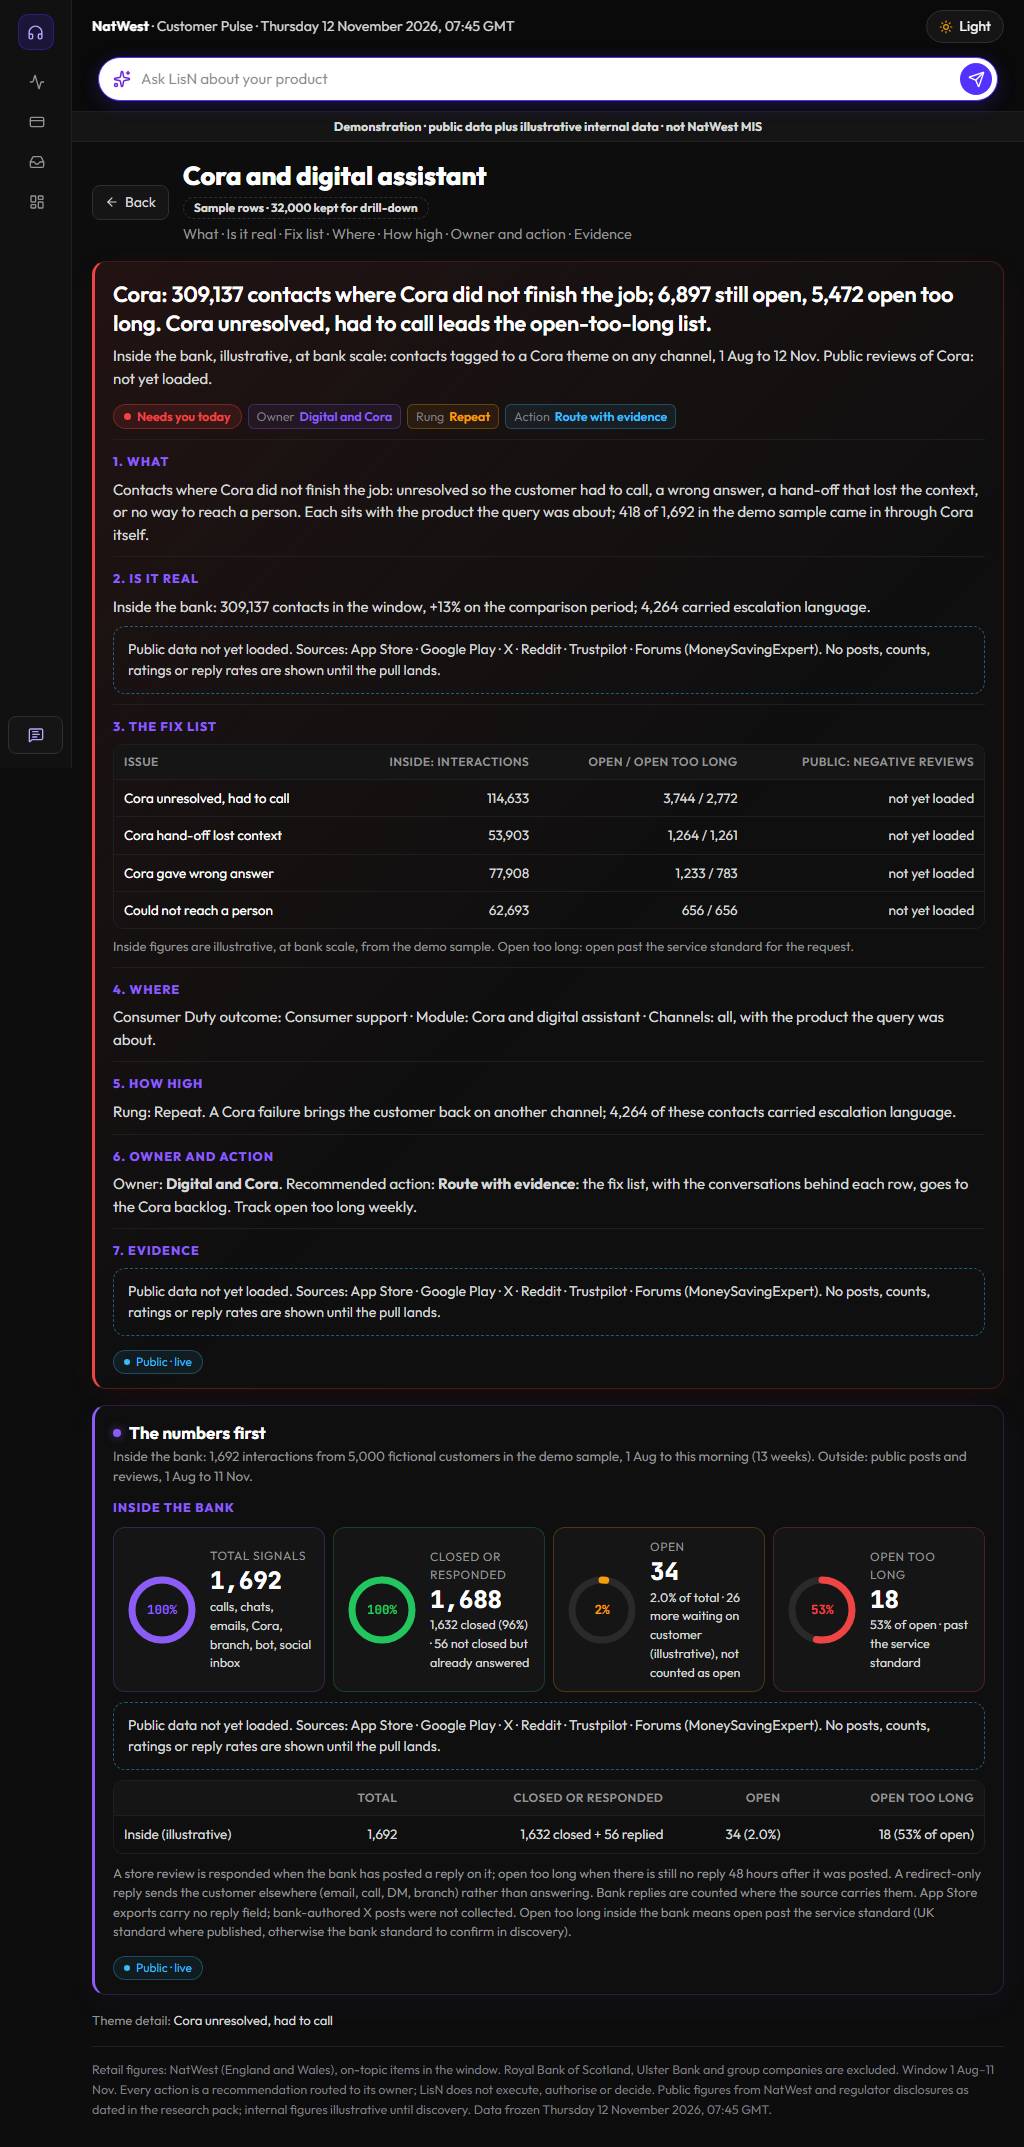 NatWest · Customer Pulse · Thursday 12 November 2026, 07:45 GMT
Light
Ask LisN about your product
Demonstration · public data plus illustrative internal data · not NatWest MIS
Back
Cora and digital assistant
Sample rows · 32,000 kept for drill-down
What · Is it real · Fix list · Where · How high · Owner and action · Evidence
Cora: 309,137 contacts where Cora did not finish the job; 6,897 still open, 5,472 open too
long. Cora unresolved, had to call leads the open-too-long list.
Inside the bank, illustrative, at bank scale: contacts tagged to a Cora theme on any channel, 1 Aug to 12 Nov. Public reviews of Cora:
not yet loaded.
Needs you today
Owner Digital and Cora
Rung Repeat
Action Route with evidence
1. WHAT
Contacts where Cora did not finish the job: unresolved so the customer had to call, a wrong answer, a hand-off that lost the context,
or no way to reach a person. Each sits with the product the query was about; 418 of 1,692 in the demo sample came in through Cora
itself.
2. IS IT REAL
Inside the bank: 309,137 contacts in the window, +13% on the comparison period; 4,264 carried escalation language.
Public data not yet loaded. Sources: App Store · Google Play · X · Reddit · Trustpilot · Forums (MoneySavingExpert). No posts, counts,
ratings or reply rates are shown until the pull lands.
3. THE FIX LIST
ISSUE INSIDE: INTERACTIONS OPEN / OPEN TOO LONG PUBLIC: NEGATIVE REVIEWS
Cora unresolved, had to call 114,633 3,744 / 2,772 not yet loaded
Cora hand-off lost context 53,903 1,264 / 1,261 not yet loaded
Cora gave wrong answer 77,908 1,233 / 783 not yet loaded
Could not reach a person 62,693 656 / 656 not yet loaded
Inside figures are illustrative, at bank scale, from the demo sample. Open too long: open past the service standard for the request.
4. WHERE
Consumer Duty outcome: Consumer support · Module: Cora and digital assistant · Channels: all, with the product the query was
about.
5. HOW HIGH
Rung: Repeat. A Cora failure brings the customer back on another channel; 4,264 of these contacts carried escalation language.
6. OWNER AND ACTION
Owner: Digital and Cora. Recommended action: Route with evidence: the fix list, with the conversations behind each row, goes to
the Cora backlog. Track open too long weekly.
7. EVIDENCE
Public data not yet loaded. Sources: App Store · Google Play · X · Reddit · Trustpilot · Forums (MoneySavingExpert). No posts, counts,
ratings or reply rates are shown until the pull lands.
Public · live
The numbers first
Inside the bank: 1,692 interactions from 5,000 fictional customers in the demo sample, 1 Aug to this morning (13 weeks). Outside: public posts and
reviews, 1 Aug to 11 Nov.
INSIDE THE BANK
100%
TOTAL SIGNALS
1,692
calls, chats,
emails, Cora,
branch, bot, social
inbox
100%
CLOSED OR
RESPONDED
1,688
1,632 closed (96%)
· 56 not closed but
already answered
2%
OPEN
34
2.0% of total · 26
more waiting on
customer
(illustrative), not
counted as open
53%
OPEN TOO
LONG
18
53% of open · past
the service
standard
Public data not yet loaded. Sources: App Store · Google Play · X · Reddit · Trustpilot · Forums (MoneySavingExpert). No posts, counts,
ratings or reply rates are shown until the pull lands.
TOTAL CLOSED OR RESPONDED OPEN OPEN TOO LONG
Inside (illustrative) 1,692 1,632 closed + 56 replied 34 (2.0%) 18 (53% of open)
A store review is responded when the bank has posted a reply on it; open too long when there is still no reply 48 hours after it was posted. A redirect-only
reply sends the customer elsewhere (email, call, DM, branch) rather than answering. Bank replies are counted where the source carries them. App Store
exports carry no reply field; bank-authored X posts were not collected. Open too long inside the bank means open past the service standard (UK
standard where published, otherwise the bank standard to confirm in discovery).
Public · live
Theme detail: Cora unresolved, had to call
Retail figures: NatWest (England and Wales), on-topic items in the window. Royal Bank of Scotland, Ulster Bank and group companies are excluded. Window 1 Aug–11
Nov. Every action is a recommendation routed to its owner; LisN does not execute, authorise or decide. Public figures from NatWest and regulator disclosures as
dated in the research pack; internal figures illustrative until discovery. Data frozen Thursday 12 November 2026, 07:45 GMT.